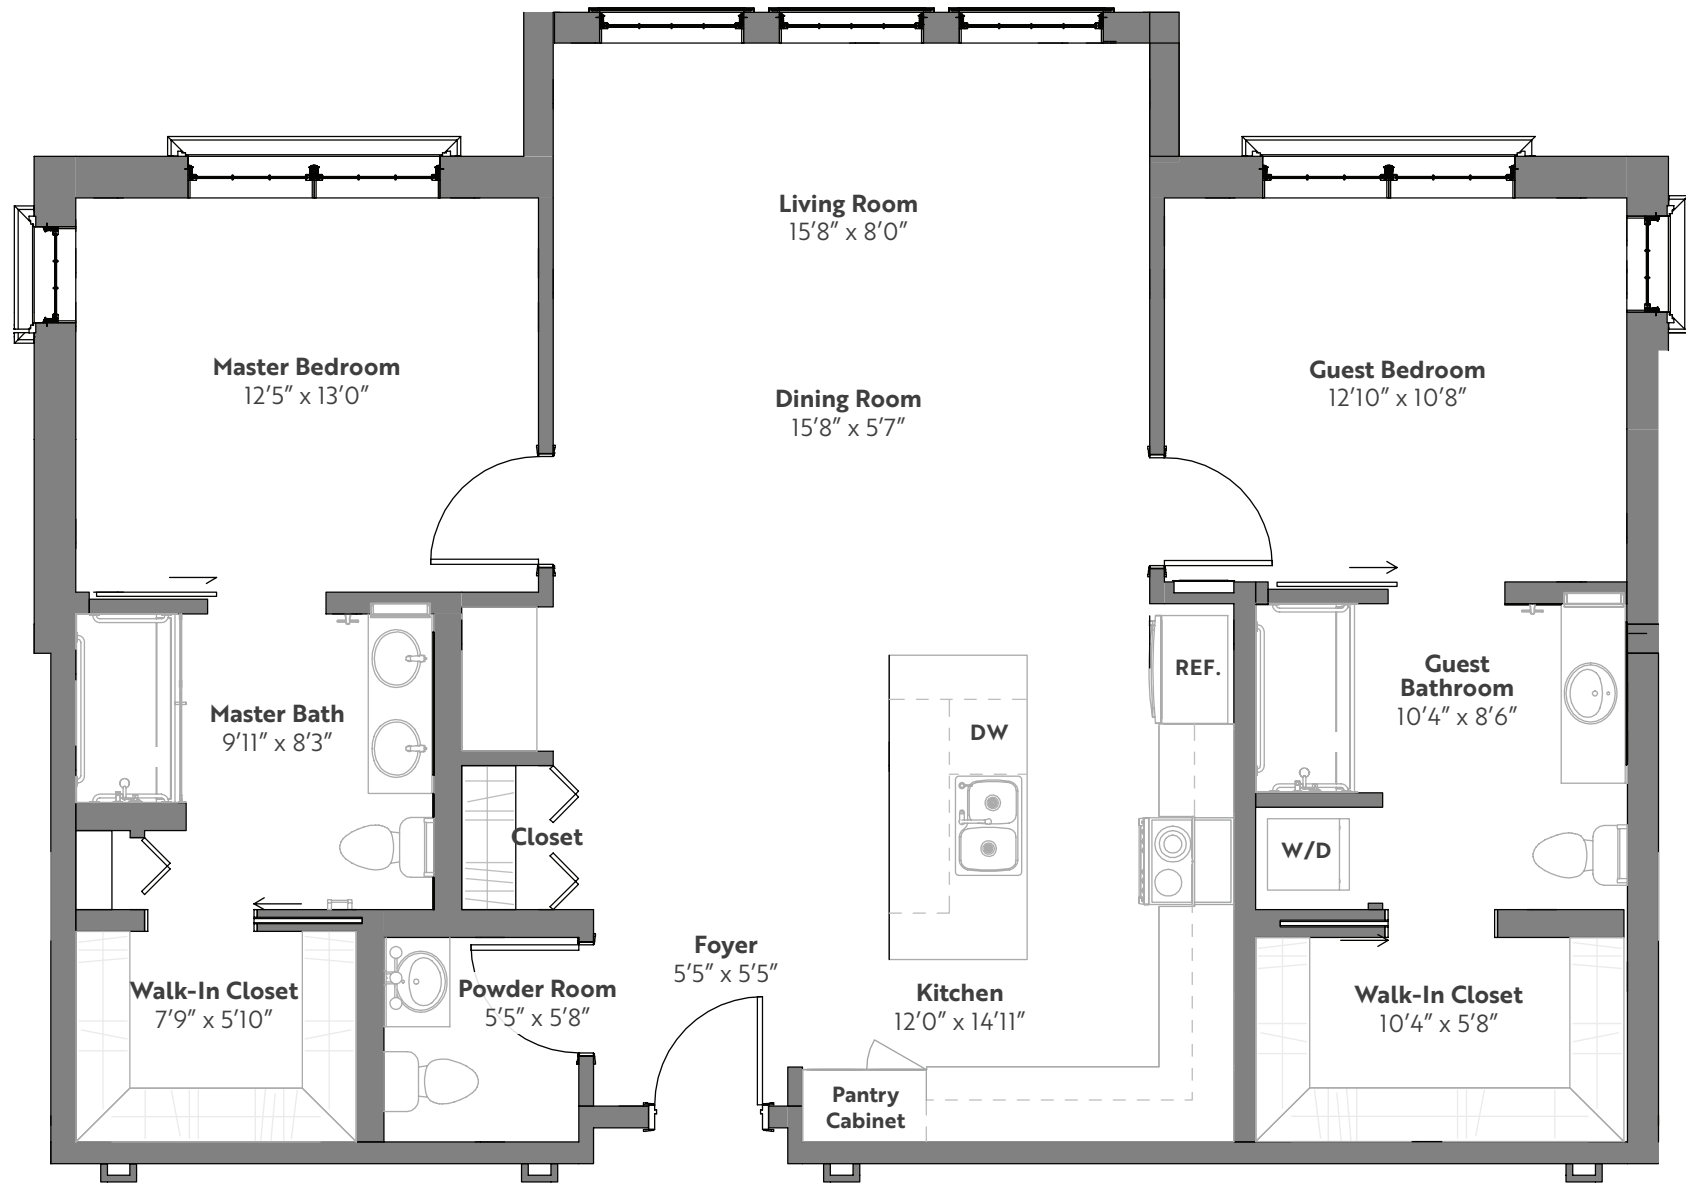 Living Room
15’8” x 8’0”
Master Bedroom
12’5” x 13’0”
Dining Room
15’8” x 5’7”
Guest Bedroom
12’10” x 10’8”
Master Bath
9’11” x 8’3”
REF.
DW
Guest
Bathroom
10’4” x 8’6”
Closet
W/D
Foyer
5’5” x 5’5”
Walk-In Closet
7’9” x 5’10”
Powder Room
5’5” x 5’8”
Kitchen
12’0” x 14’11”
Walk-In Closet
10’4” x 5’8”
Pantry
Cabinet